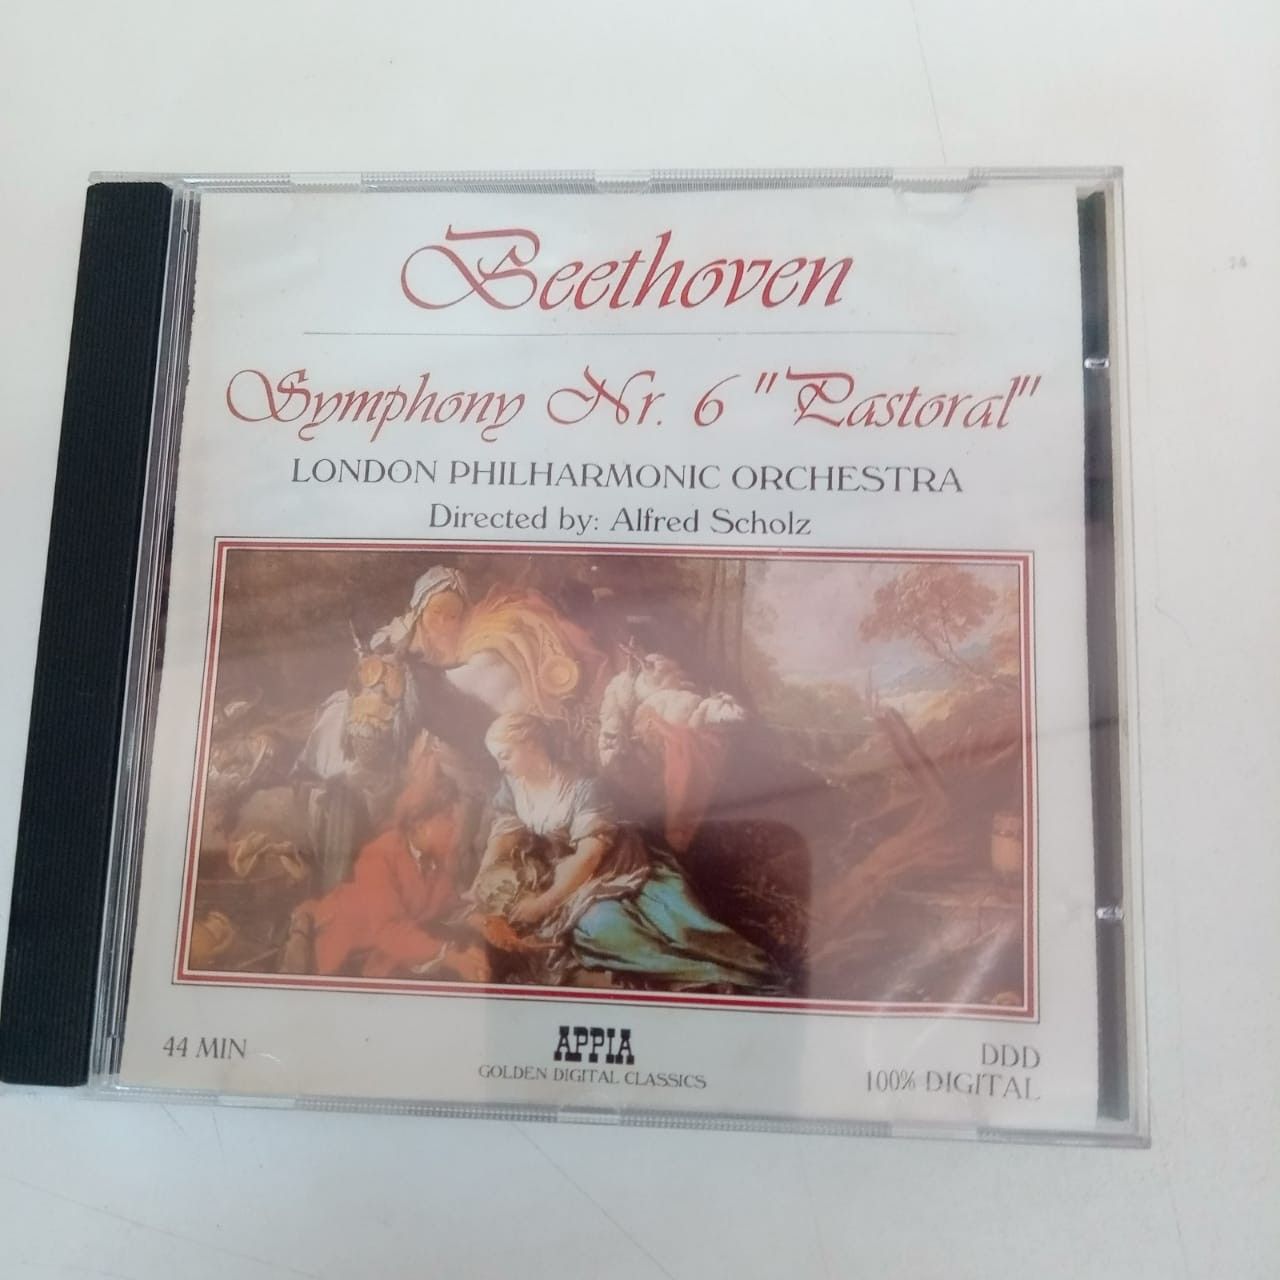 Beethoven
Symphony Nr. 6 "Pastoral"
LONDON PHILHARMONIC ORCHESTRA
Directed by: Alfred Scholz
44 MIN
APPIA
GOLDEN DIGITAL CLASSICS
DDD
100% DIGITAL